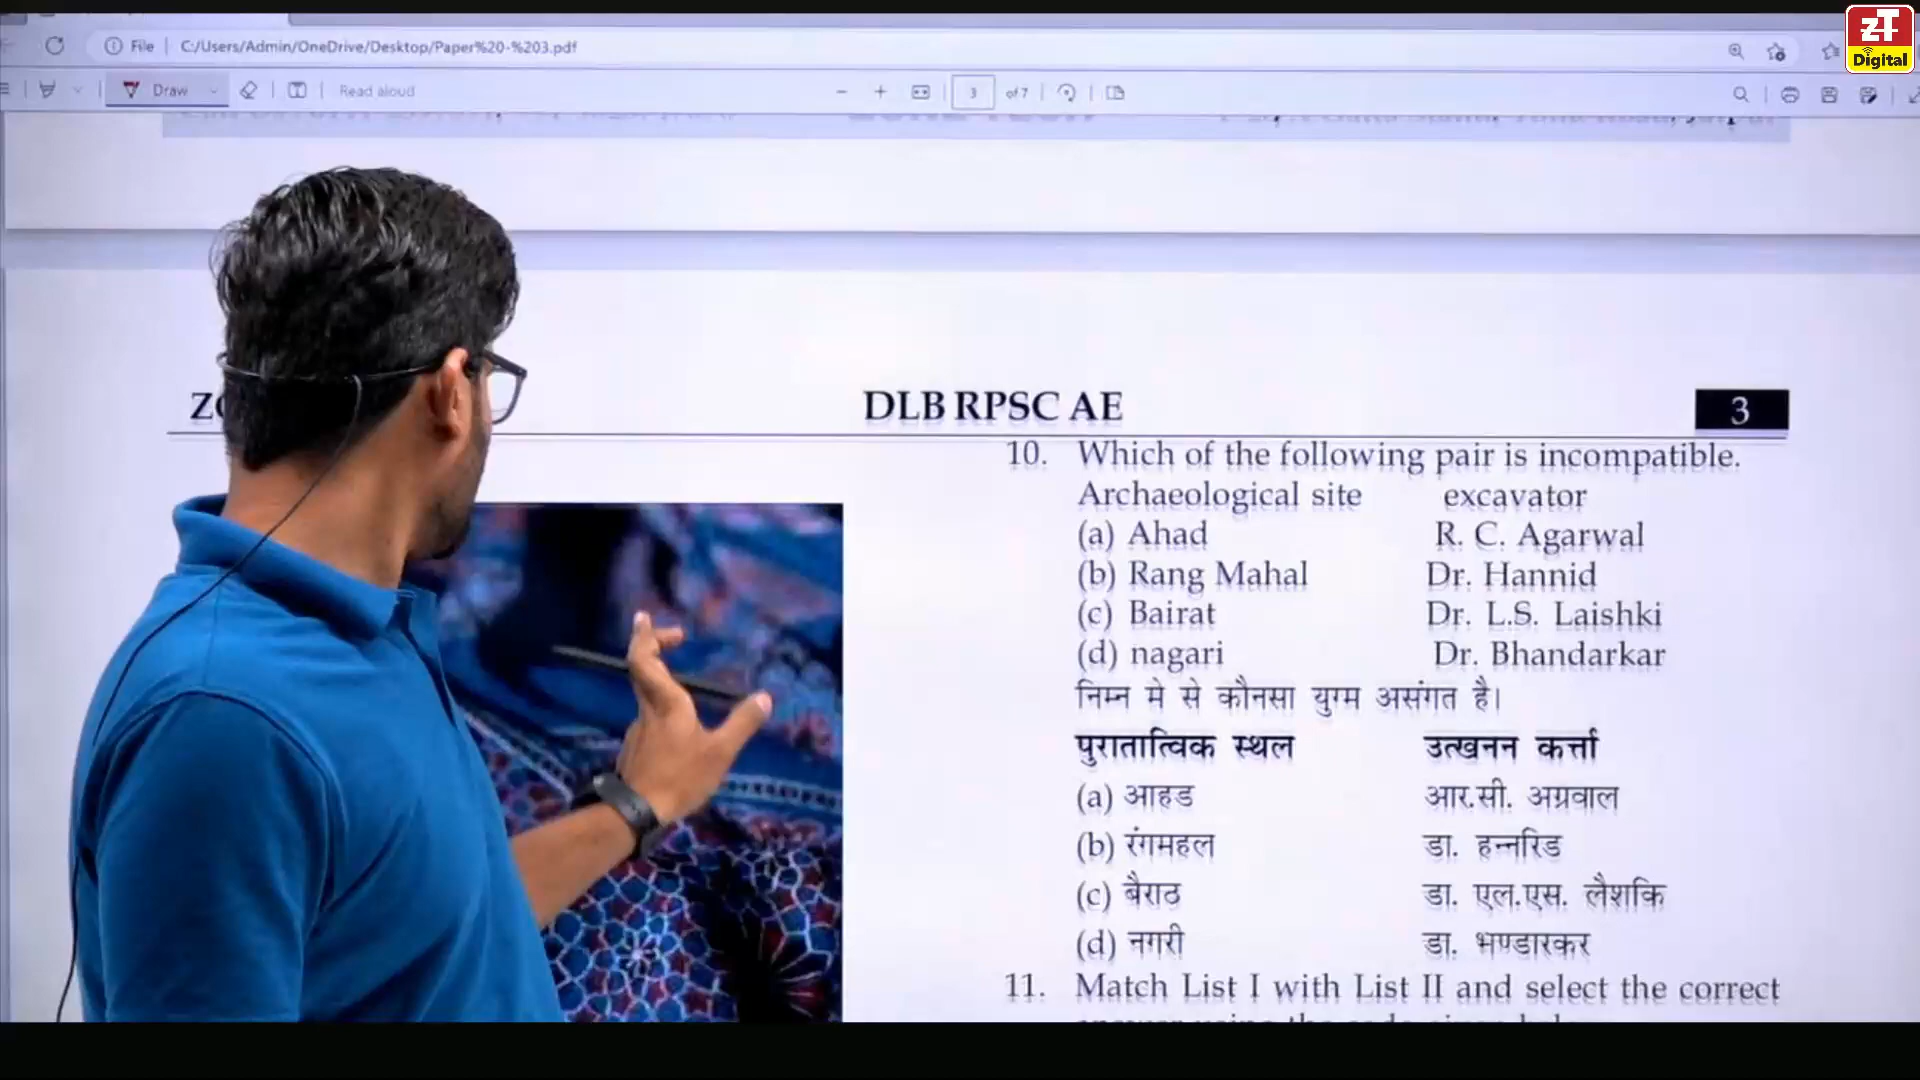 File C:/Users/Admin/OneDrive/Desktop/Paper%20-%203.pdf
zT
Digital
Draw
Read aloud
3 of 7
DLB RPSC AE
3
10. Which of the following pair is incompatible.
Archaeological site excavator
(a) Ahad R. C. Agarwal
(b) Rang Mahal Dr. Hannid
(c) Bairat Dr. L.S. Laishki
(d) nagari Dr. Bhandarkar
निम्न मे से कौनसा युग्म असंगत है।
पुरातात्विक स्थल उत्खनन कर्त्ता
(a) आहड आर.सी. अग्रवाल
(b) रंगमहल डा. हन्नरिड
(c) बैराठ डा. एल.एस. लैशकि
(d) नगरी डा. भण्डारकर
11. Match List I with List II and select the correct